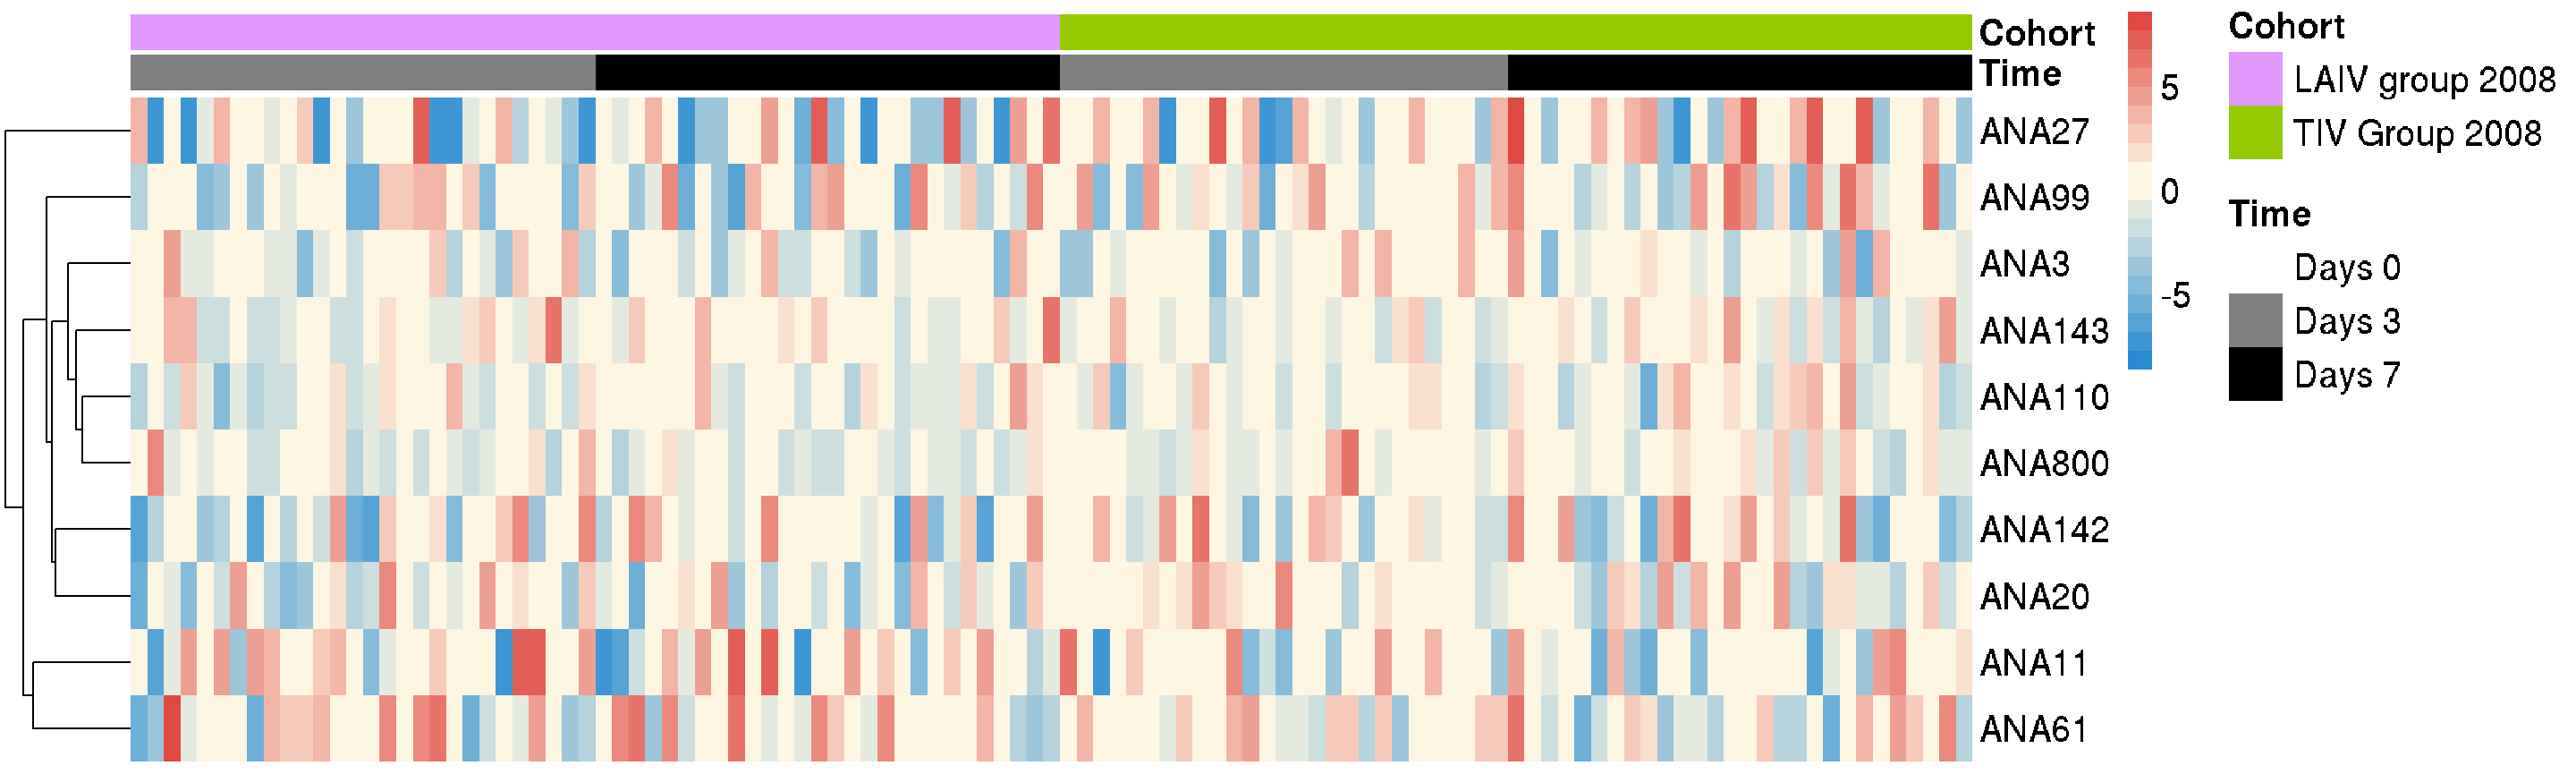 Cohort
Time
ANA27
ANA99
ANA3
ANA143
ANA110
ANA800
ANA142
ANA20
ANA11
ANA61
5
0
-5
Cohort
LAIV group 2008
TIV Group 2008
Time
Days 0
Days 3
Days 7